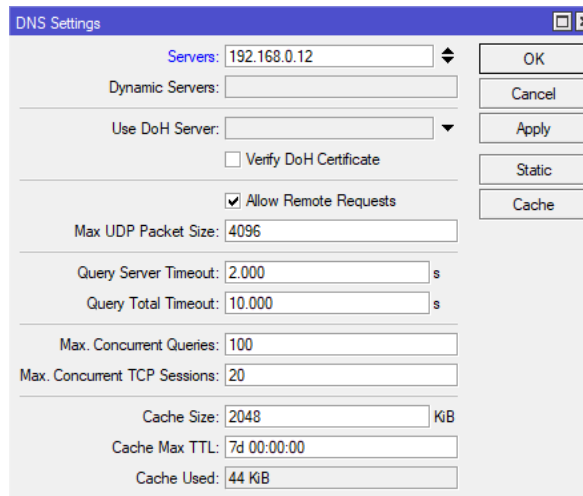 DNS Settings
Servers: 192.168.0.12
OK
Dynamic Servers:
Cancel
Use DoH Server:
Apply
Verify DoH Certificate
Static
Allow Remote Requests
Cache
Max UDP Packet Size: 4096
Query Server Timeout: 2.000 s
Query Total Timeout: 10.000 s
Max. Concurrent Queries: 100
Max. Concurrent TCP Sessions: 20
Cache Size: 2048 KiB
Cache Max TTL: 7d 00:00:00
Cache Used: 44 KiB